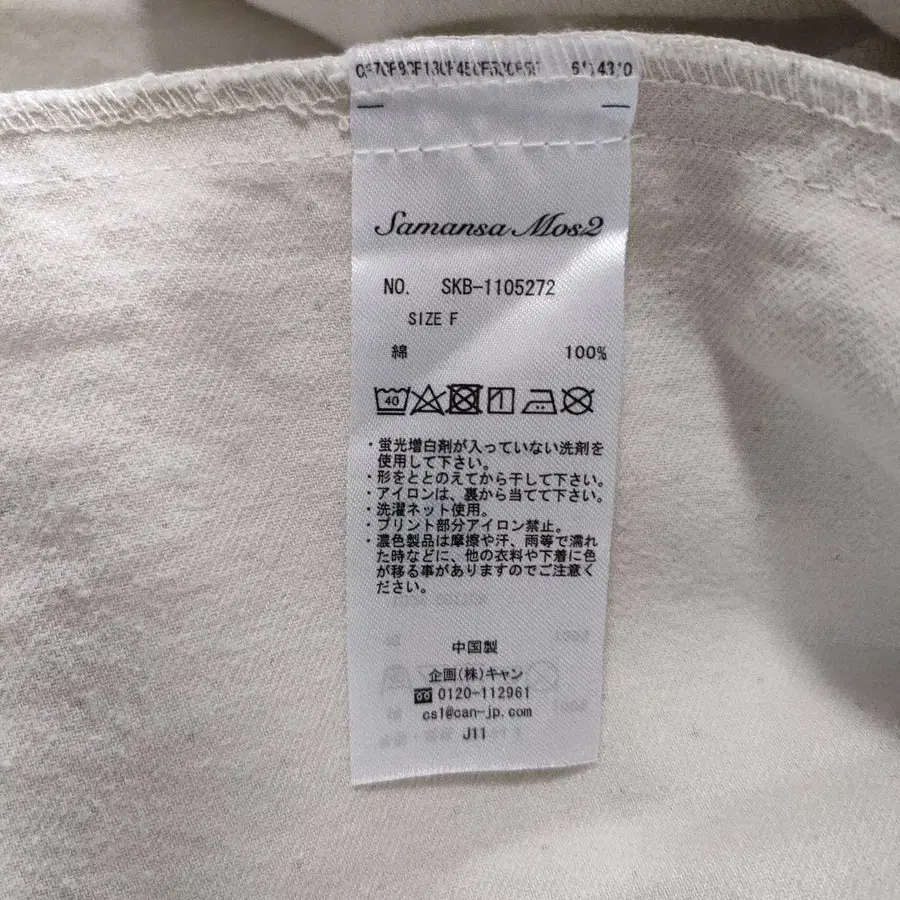 Samansa Mos2
NO. SKB-1105272
SIZE F
綿 100%
40
・蛍光増白剤が入っていない洗剤を
使用して下さい。
・形をととのえてから干して下さい。
・アイロンは、裏から当てて下さい。
・洗濯ネット使用。
・プリント部分アイロン禁止。
・濃色製品は摩擦や汗、雨等で濡れ
た時などに、他の衣料や下着に色
が移る事がありますのでご注意く
ださい。
中国製
企画(株)キャン
0120-112961
cs1@can-jp.com
J11